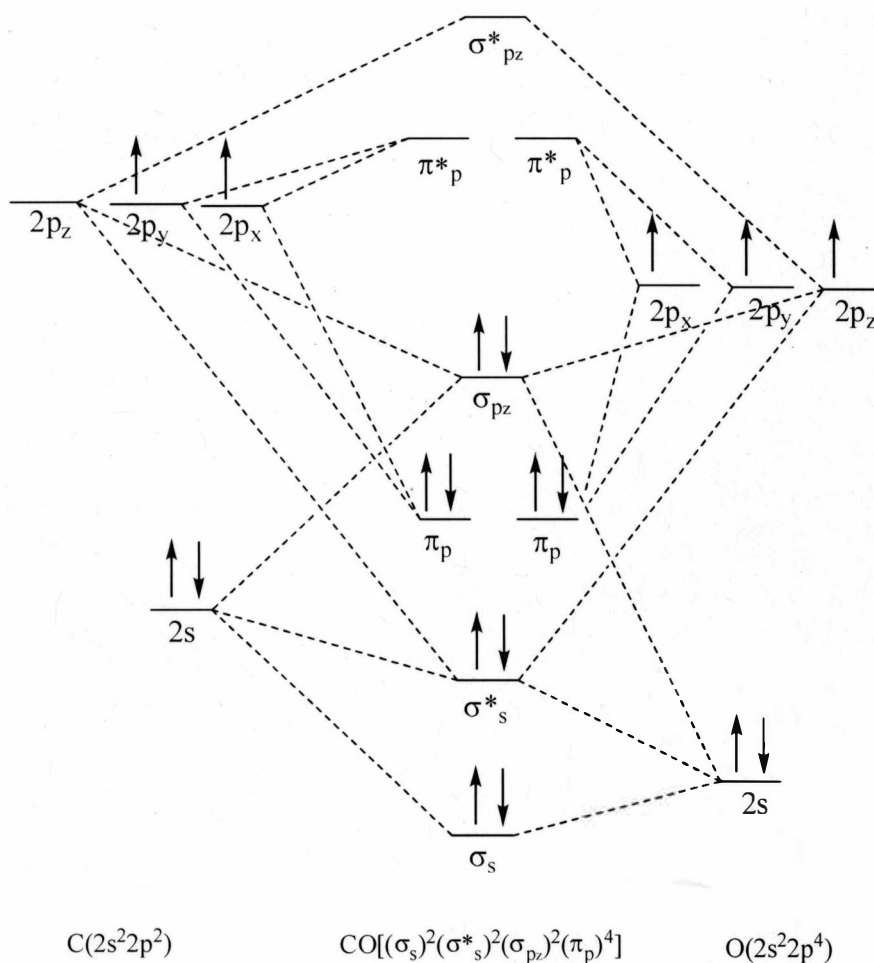 σ*pz
π*p π*p
2pz 2py 2px
2px 2py 2pz
σpz
πp πp
2s
σ*s
2s
σs
C(2s²2p²) CO[(σs)²(σ*s)²(σpz)²(πp)⁴] O(2s²2p⁴)